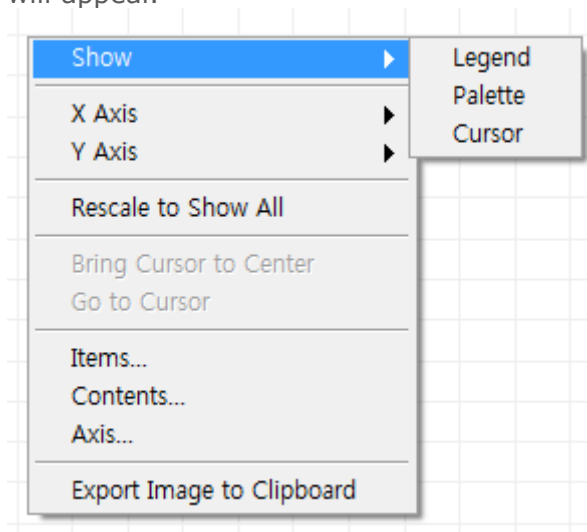 will appear.
Show
Legend
Palette
Cursor
X Axis
Y Axis
Rescale to Show All
Bring Cursor to Center
Go to Cursor
Items...
Contents...
Axis...
Export Image to Clipboard